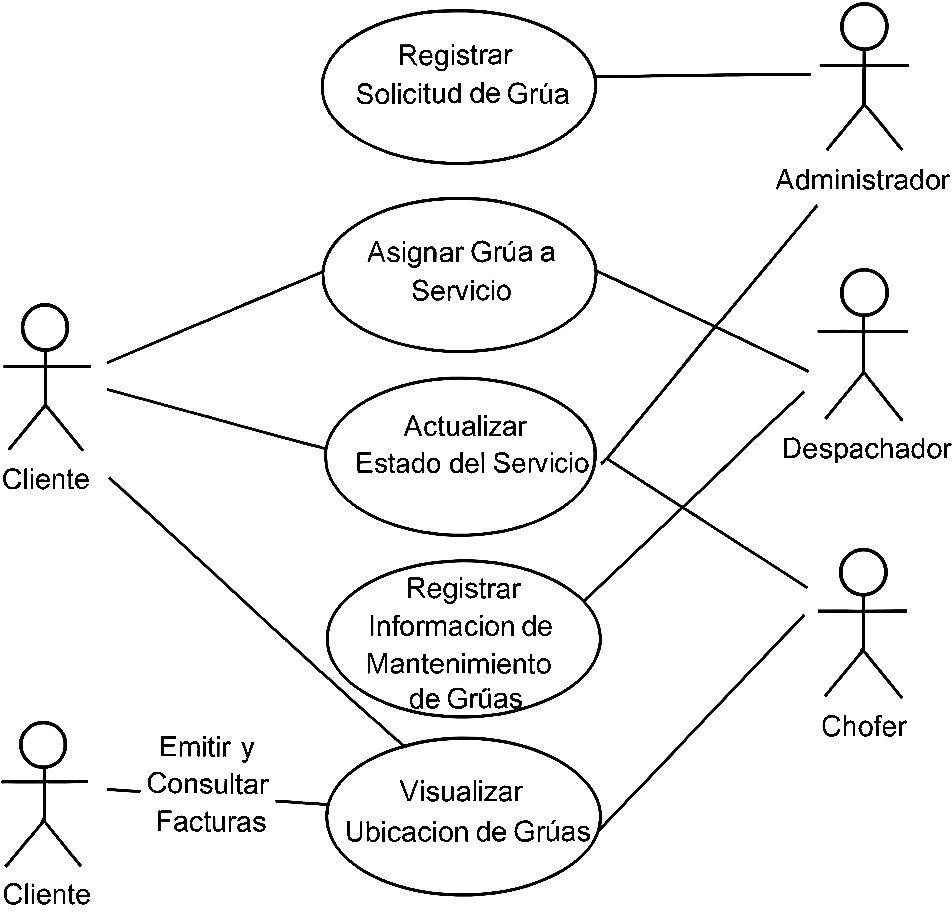 Registrar
Solicitud de Grúa
Administrador
Asignar Grúa a
Servicio
Cliente
Despachador
Actualizar
Estado del Servicio
Registrar
Informacion de
Mantenimiento
de Grúas
Chofer
Emitir y
Consultar
Facturas
Cliente
Visualizar
Ubicacion de Grúas